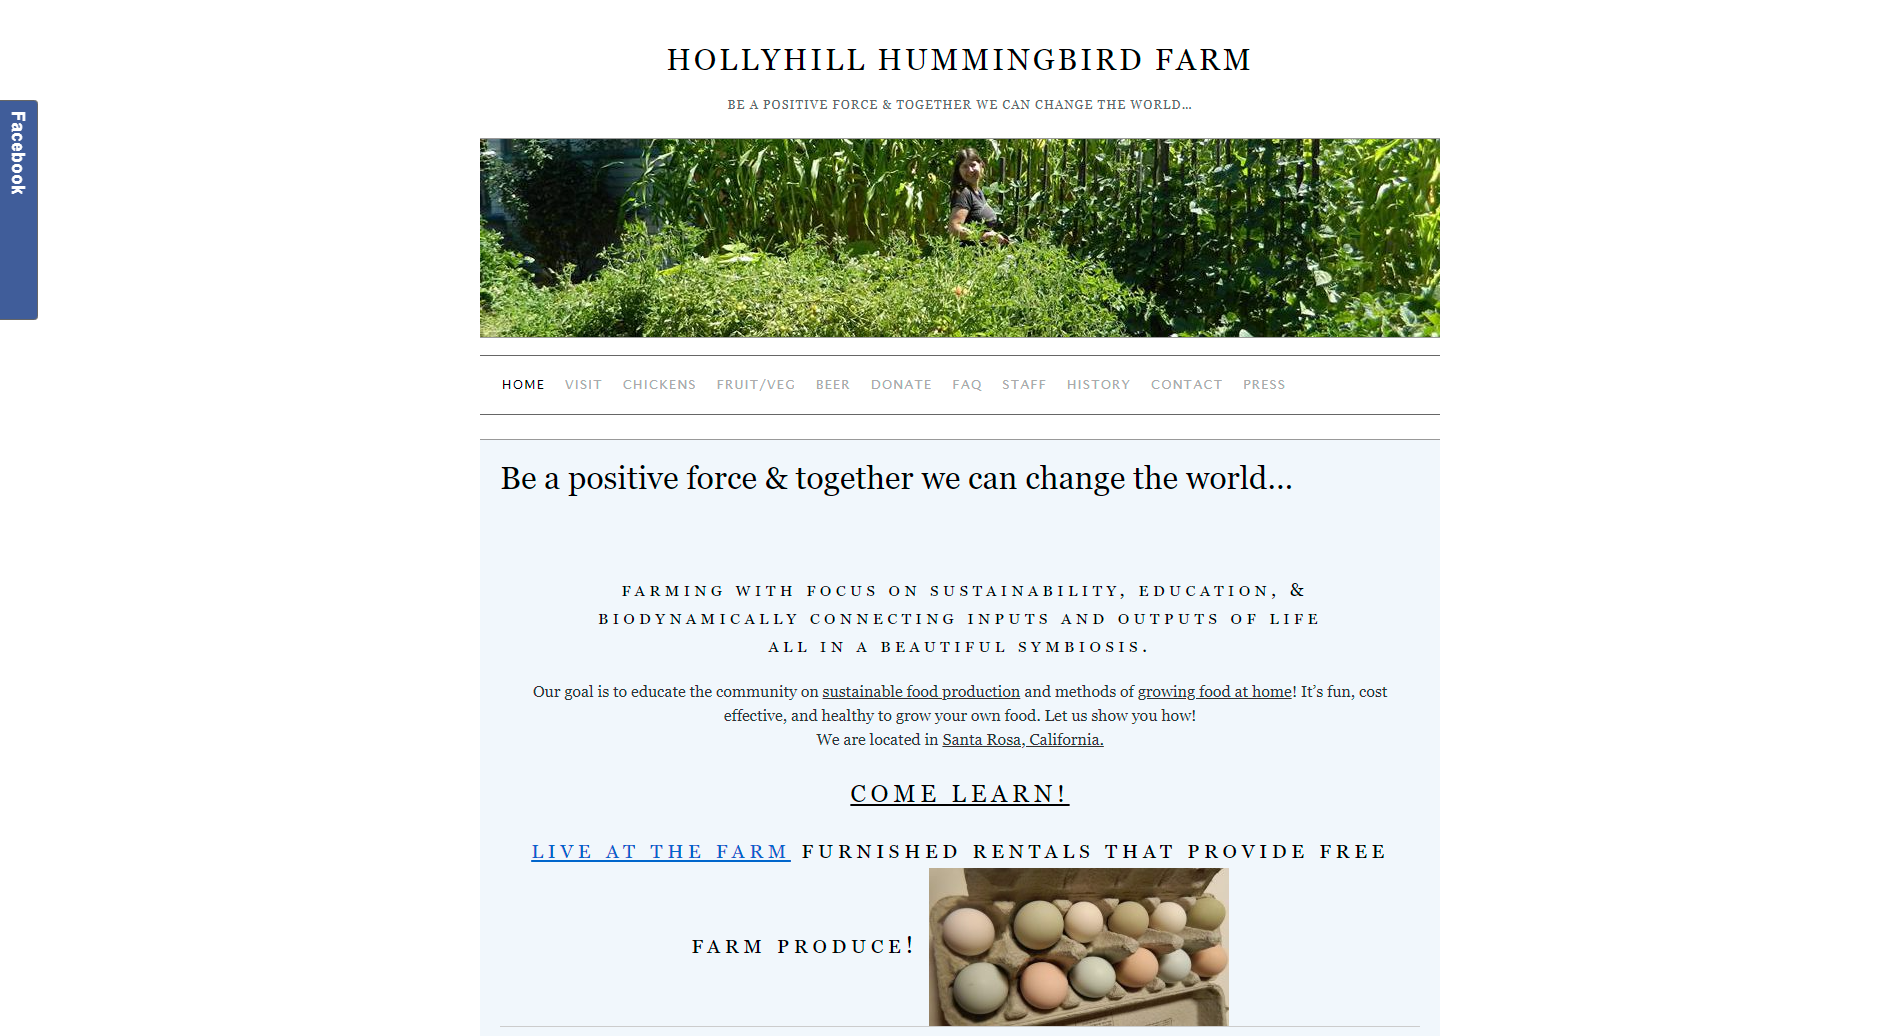 HOLLYHILL HUMMINGBIRD FARM
BE A POSITIVE FORCE & TOGETHER WE CAN CHANGE THE WORLD…
Facebook
HOME VISIT CHICKENS FRUIT/VEG BEER DONATE FAQ STAFF HISTORY CONTACT PRESS
Be a positive force & together we can change the world…
FARMING WITH FOCUS ON SUSTAINABILITY, EDUCATION, &
BIODYNAMICALLY CONNECTING INPUTS AND OUTPUTS OF LIFE
ALL IN A BEAUTIFUL SYMBIOSIS.
Our goal is to educate the community on sustainable food production and methods of growing food at home! It’s fun, cost
effective, and healthy to grow your own food. Let us show you how!
We are located in Santa Rosa, California.
COME LEARN!
LIVE AT THE FARM FURNISHED RENTALS THAT PROVIDE FREE
FARM PRODUCE!